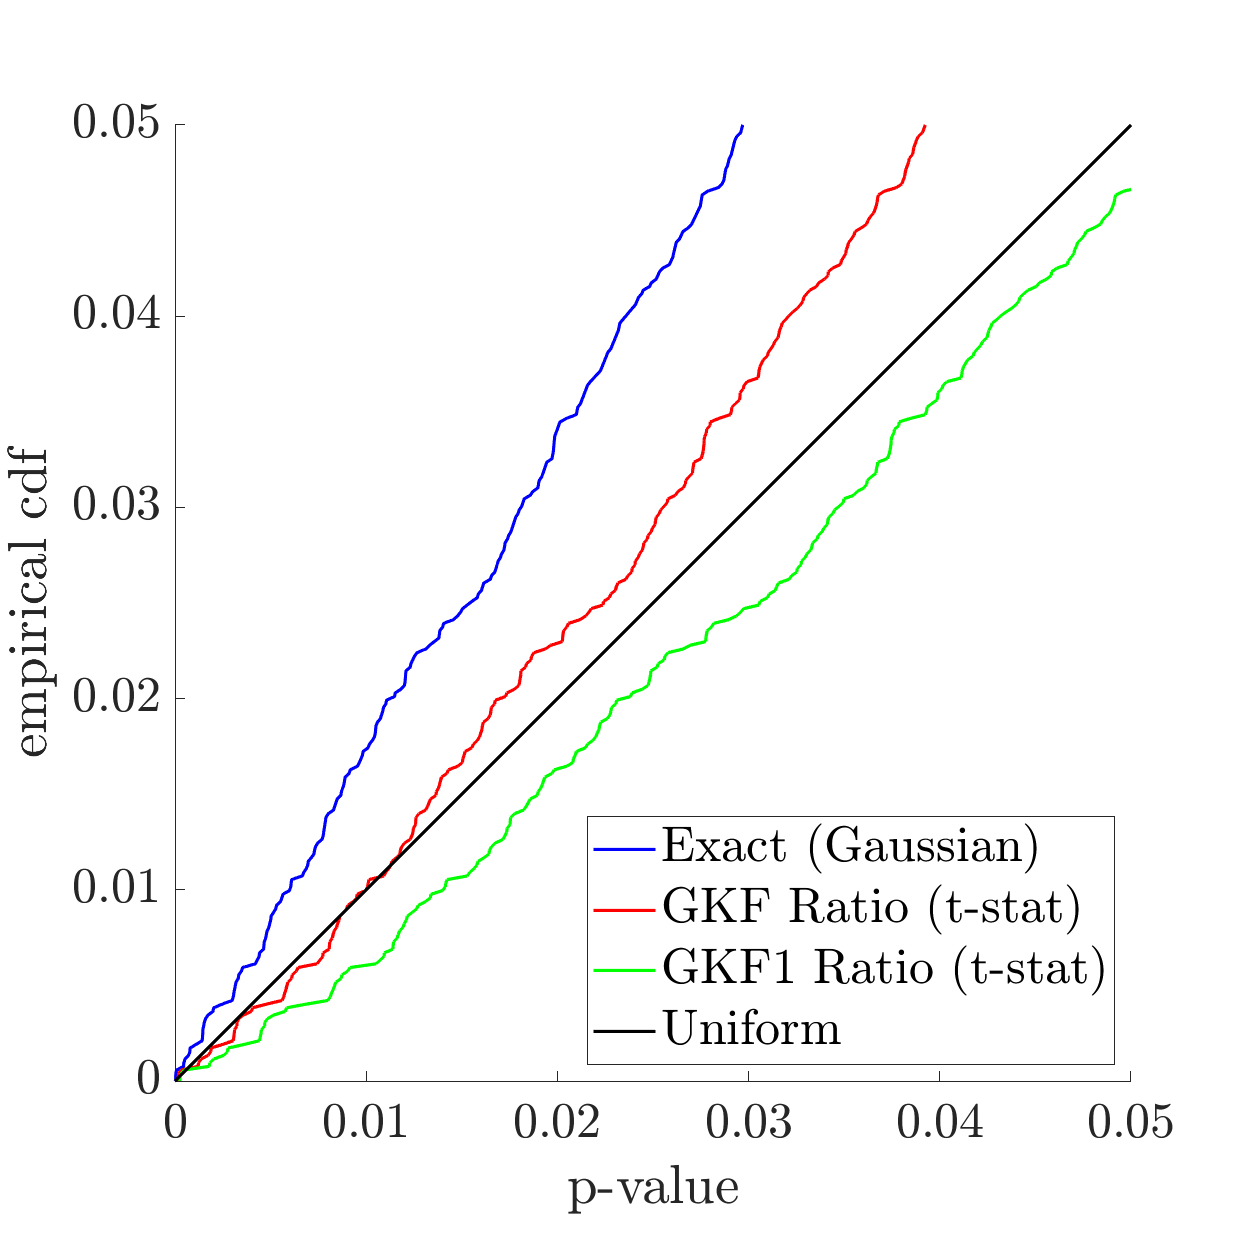 0.05
0.04
0.03
0.02
0.01
0
empirical cdf
Exact (Gaussian)
GKF Ratio (t-stat)
GKF1 Ratio (t-stat)
Uniform
0 0.01 0.02 0.03 0.04 0.05
p-value